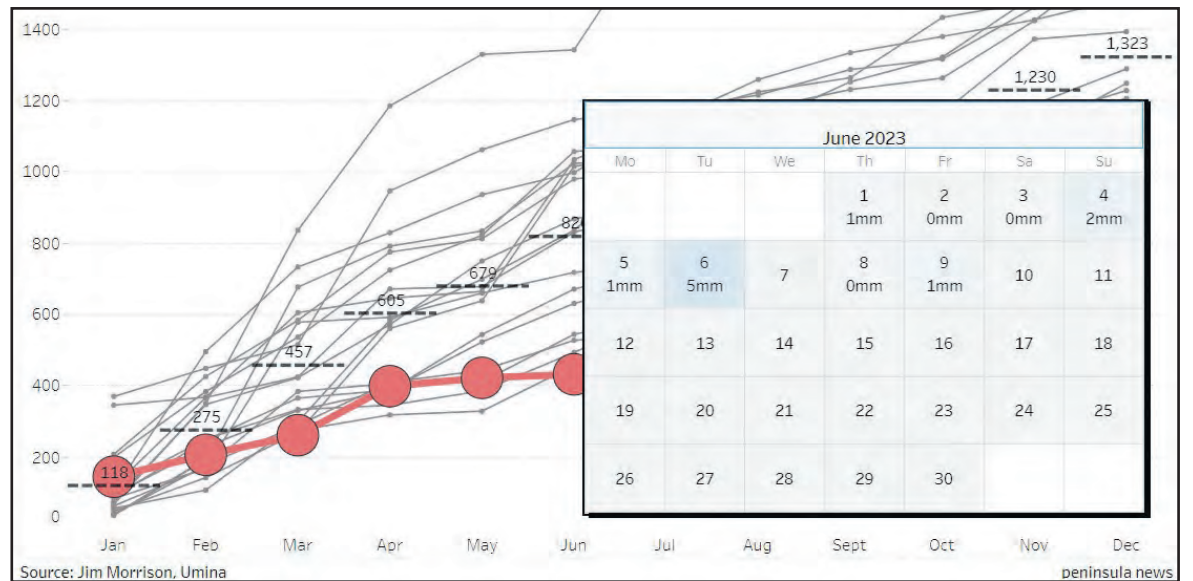 1400
1,323
1,230
1200
June 2023
Mo Tu We Th Fr Sa Su
1000
1 2 3 4
1mm 0mm 0mm 2mm
800
5 6 7 8 9 10 11
1mm 5mm 0mm 1mm
679
600
605
12 13 14 15 16 17 18
457
400
19 20 21 22 23 24 25
275
200
118
26 27 28 29 30
0
Jan Feb Mar Apr May Jun Jul Aug Sept Oct Nov Dec
Source: Jim Morrison, Umina
peninsula news